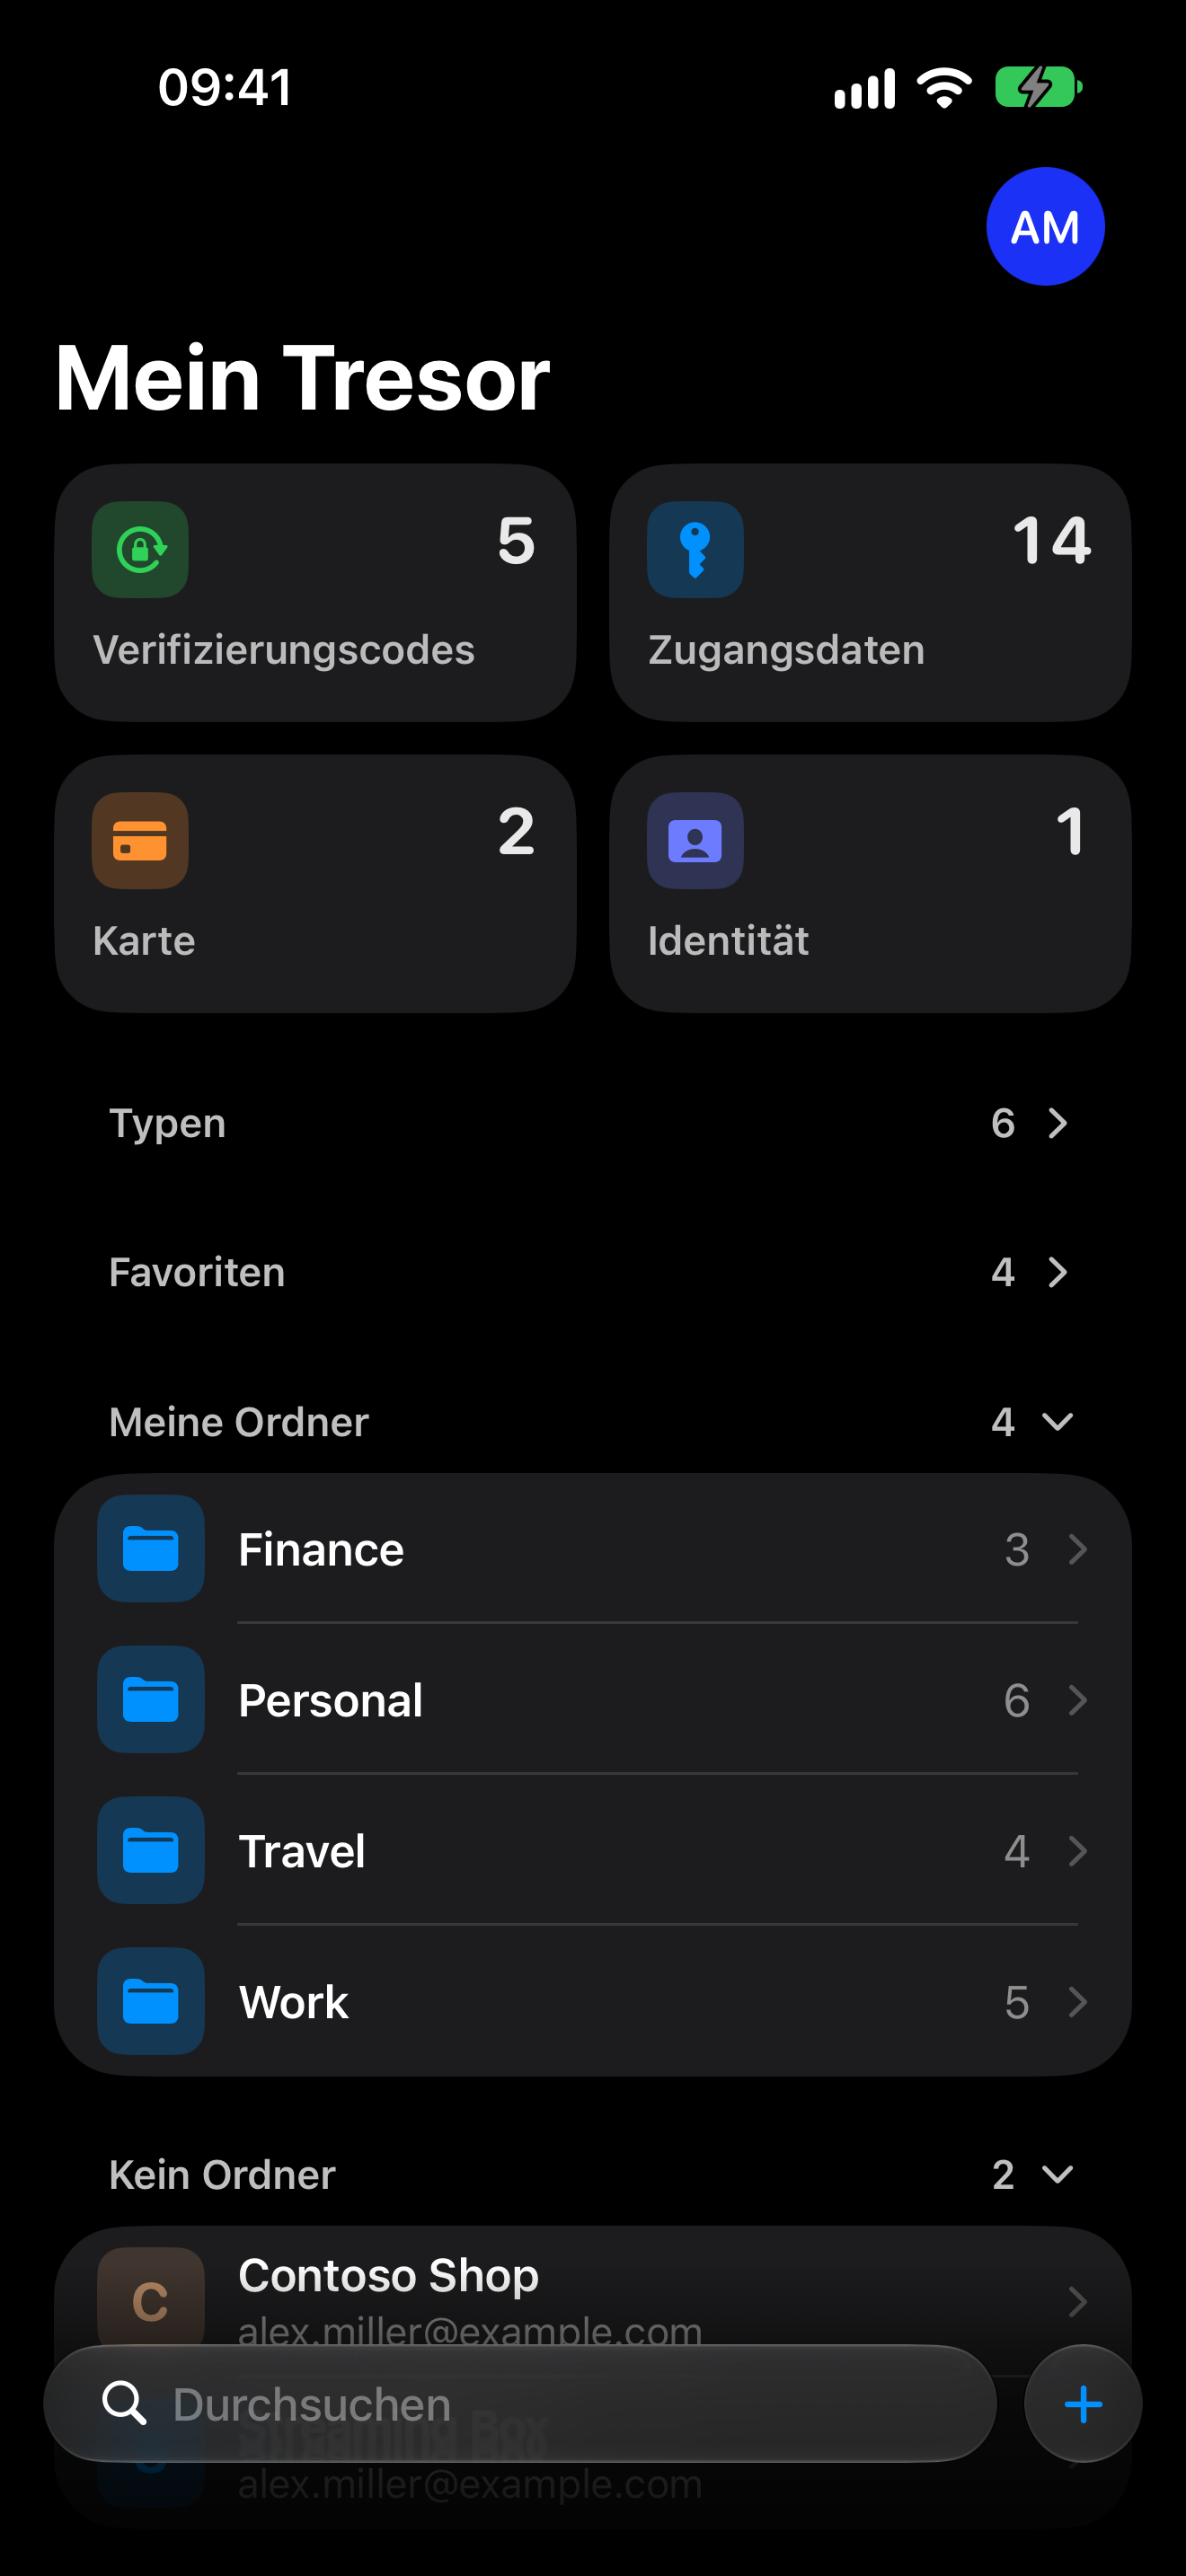 09:41
AM
Mein Tresor
5
Verifizierungscodes
14
Zugangsdaten
2
Karte
1
Identität
Typen 6
Favoriten 4
Meine Ordner 4
Finance 3
Personal 6
Travel 4
Work 5
Kein Ordner 2
C
Contoso Shop
alex.miller@example.com
Durchsuchen
Streaming Box
alex.miller@example.com